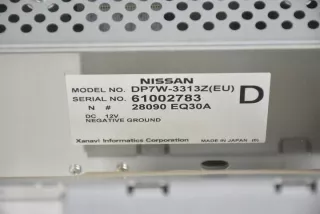 NISSAN
MODEL NO. DP7W-3313Z(EU)
SERIAL NO. 61002783
N # 28090 EQ30A
D
DC 12V
NEGATIVE GROUND
Xanavi Informatics Corporation MADE IN JAPAN (R)